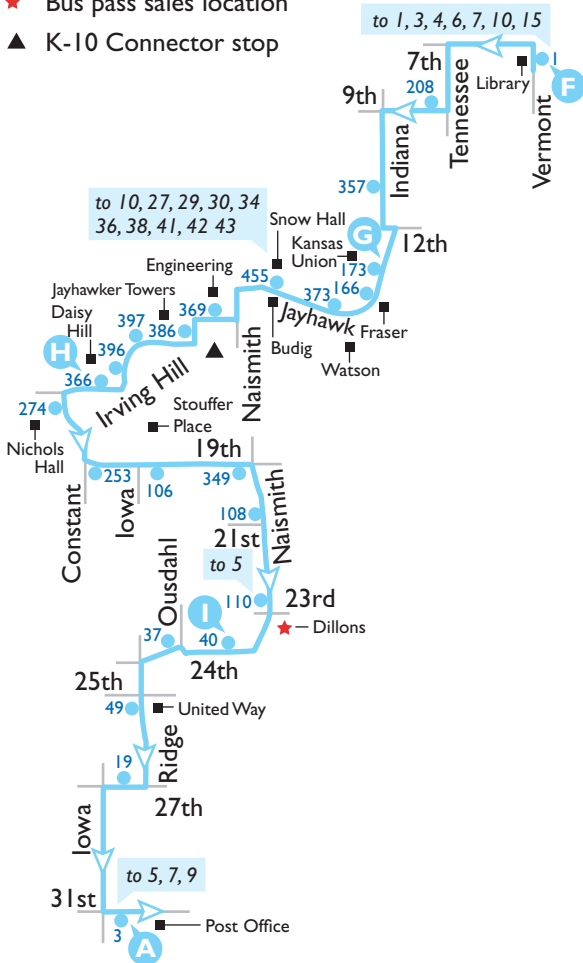 Bus pass sales location
K-10 Connector stop
to 1, 3, 4, 6, 7, 10, 15
7th
Library
1
F
Vermont
Tennessee
208
9th
Indiana
357
12th
G
to 10, 27, 29, 30, 34
36, 38, 41, 42 43
Snow Hall
Kansas
Union
173
166
373
455
Jayhawk
Fraser
Budig
Watson
Engineering
369
Naismith
Jayhawker Towers
386
397
Daisy
Hill
396
H
366
Irving Hill
274
Nichols
Hall
Stouffer
Place
19th
253
106
349
Constant
Iowa
108
Naismith
21st
to 5
110
23rd
Dillons
I
40
24th
Ousdahl
37
25th
49
United Way
Ridge
19
27th
Iowa
to 5, 7, 9
31st
3
A
Post Office